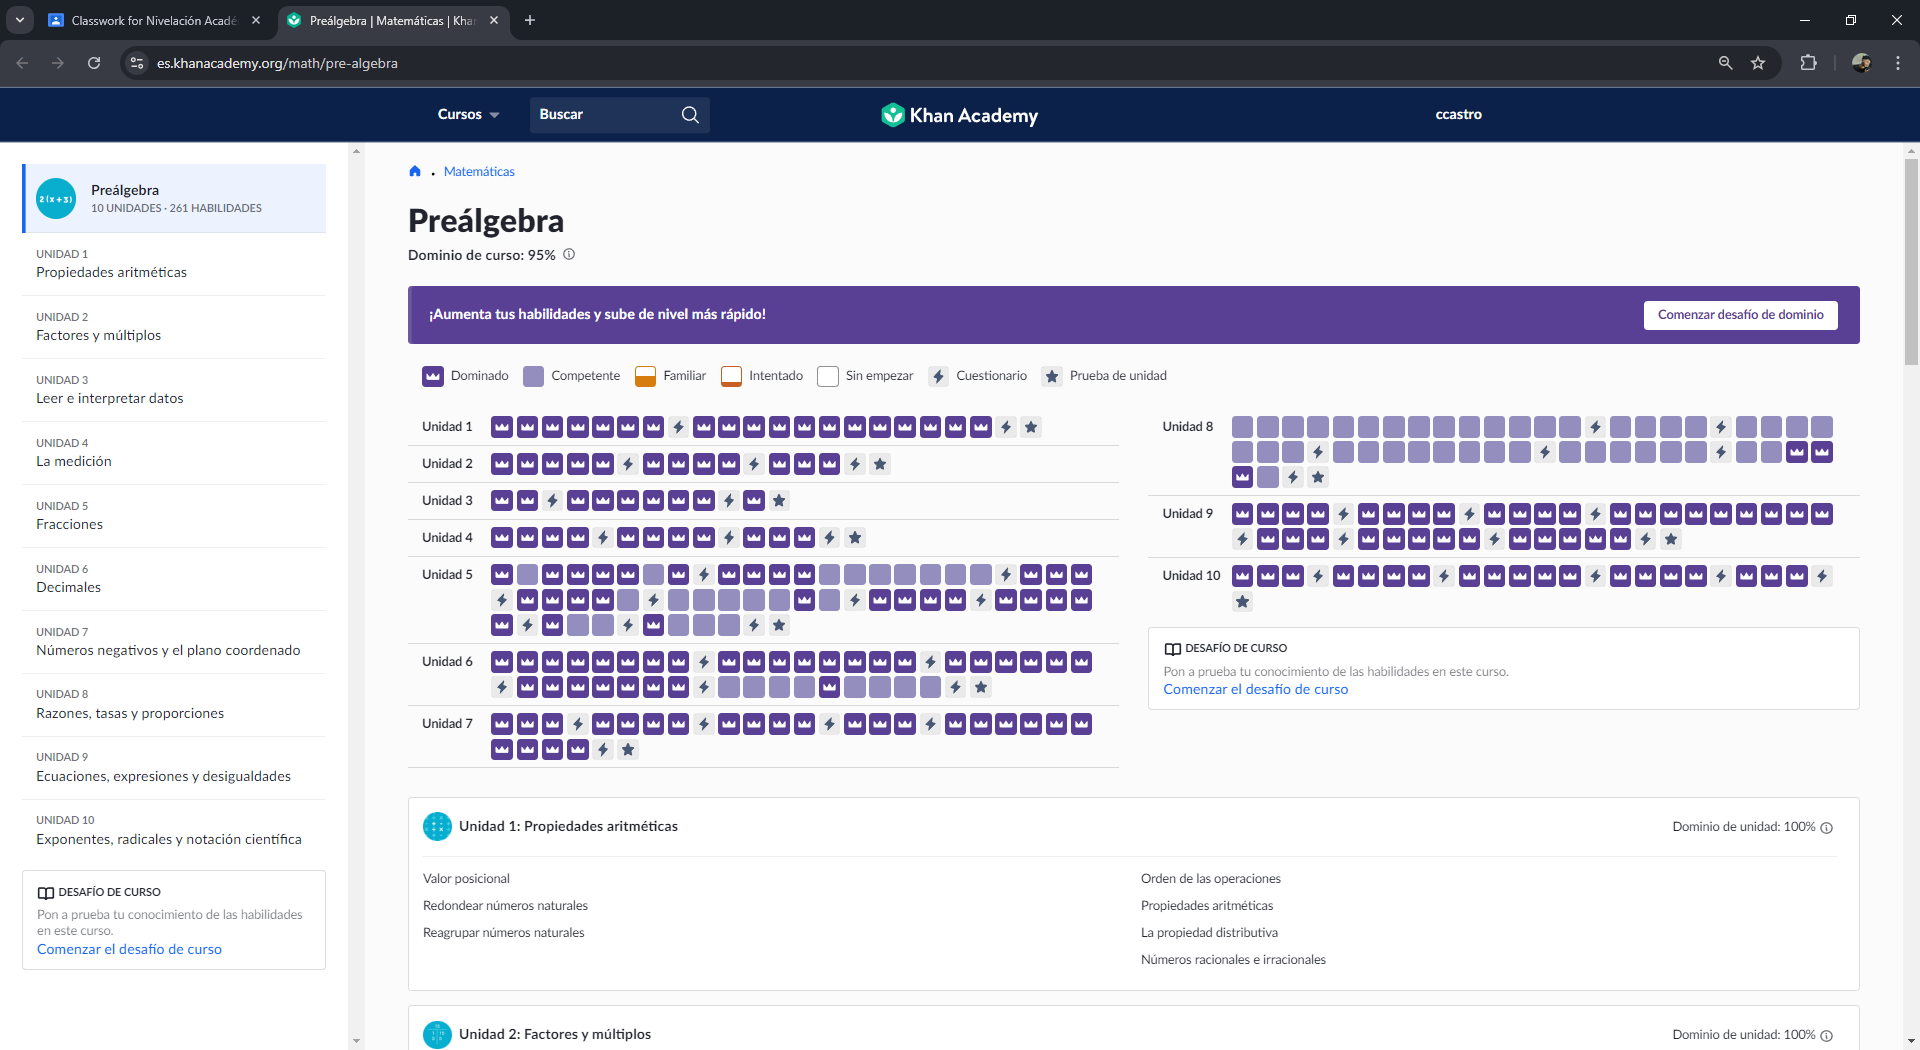 Classwork for Nivelación Acadé
Preálgebra | Matemáticas | Kha
es.khanacademy.org/math/pre-algebra
Cursos
Buscar
Khan Academy
ccastro
2(x+3)
Preálgebra
10 UNIDADES · 261 HABILIDADES
UNIDAD 1
Propiedades aritméticas
UNIDAD 2
Factores y múltiplos
UNIDAD 3
Leer e interpretar datos
UNIDAD 4
La medición
UNIDAD 5
Fracciones
UNIDAD 6
Decimales
UNIDAD 7
Números negativos y el plano coordenado
UNIDAD 8
Razones, tasas y proporciones
UNIDAD 9
Ecuaciones, expresiones y desigualdades
UNIDAD 10
Exponentes, radicales y notación científica
DESAFÍO DE CURSO
Pon a prueba tu conocimiento de las habilidades
en este curso.
Comenzar el desafío de curso
Matemáticas
Preálgebra
Dominio de curso: 95%
¡Aumenta tus habilidades y sube de nivel más rápido!
Comenzar desafío de dominio
Dominado Competente Familiar Intentado Sin empezar Cuestionario Prueba de unidad
Unidad 1
Unidad 2
Unidad 3
Unidad 4
Unidad 5
Unidad 6
Unidad 7
Unidad 8
Unidad 9
Unidad 10
DESAFÍO DE CURSO
Pon a prueba tu conocimiento de las habilidades en este curso.
Comenzar el desafío de curso
Unidad 1: Propiedades aritméticas
Dominio de unidad: 100%
Valor posicional
Redondear números naturales
Reagrupar números naturales
Orden de las operaciones
Propiedades aritméticas
La propiedad distributiva
Números racionales e irracionales
Unidad 2: Factores y múltiplos
Dominio de unidad: 100%